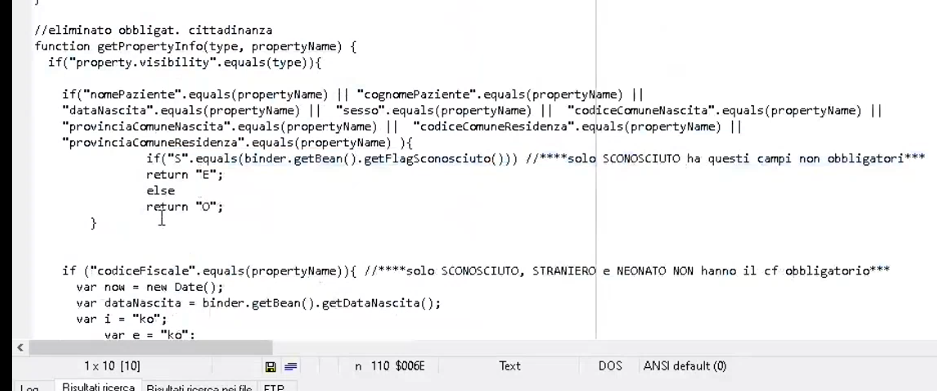 }
//eliminato obbligat. cittadinanza
function getPropertyInfo(type, propertyName) {
if("property.visibility".equals(type)){
if("nomePaziente".equals(propertyName) || "cognomePaziente".equals(propertyName) ||
"dataNascita".equals(propertyName) || "sesso".equals(propertyName) || "codiceComuneNascita".equals(propertyName) ||
"provinciaComuneNascita".equals(propertyName) || "codiceComuneResidenza".equals(propertyName) ||
"provinciaComuneResidenza".equals(propertyName) ){
if("S".equals(binder.getBean().getFlagSconosciuto())) //****solo SCONOSCIUTO ha questi campi non obbligatori***
return "E";
else
return "O";
}
if ("codiceFiscale".equals(propertyName)){ //****solo SCONOSCIUTO, STRANIERO e NEONATO NON hanno il cf obbligatorio***
var now = new Date();
var dataNascita = binder.getBean().getDataNascita();
var i = "ko";
var e = "ko";
1 x 10 [10] n 110 $006E Text DOS ANSI default (0)
Log Risultati ricerca Risultati ricerca nei file FTP